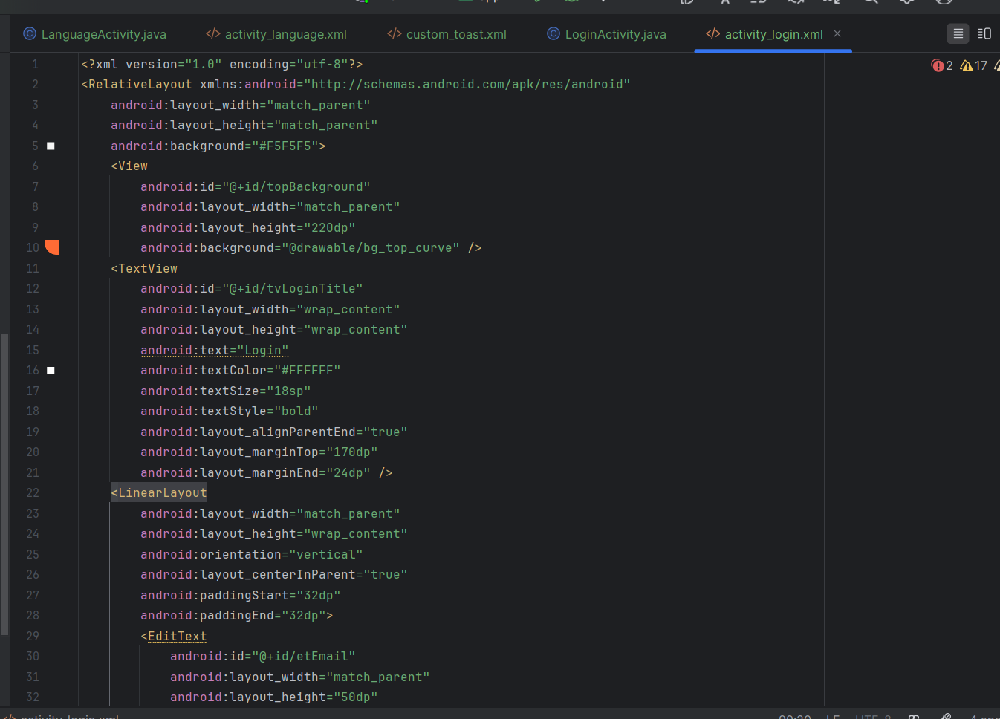 LanguageActivity.java activity_language.xml custom_toast.xml LoginActivity.java activity_login.xml
2 17
1 <?xml version="1.0" encoding="utf-8"?>
2 <RelativeLayout xmlns:android="http://schemas.android.com/apk/res/android"
3 android:layout_width="match_parent"
4 android:layout_height="match_parent"
5 android:background="#F5F5F5">
6 <View
7 android:id="@+id/topBackground"
8 android:layout_width="match_parent"
9 android:layout_height="220dp"
10 android:background="@drawable/bg_top_curve" />
11 <TextView
12 android:id="@+id/tvLoginTitle"
13 android:layout_width="wrap_content"
14 android:layout_height="wrap_content"
15 android:text="Login"
16 android:textColor="#FFFFFF"
17 android:textSize="18sp"
18 android:textStyle="bold"
19 android:layout_alignParentEnd="true"
20 android:layout_marginTop="170dp"
21 android:layout_marginEnd="24dp" />
22 <LinearLayout
23 android:layout_width="match_parent"
24 android:layout_height="wrap_content"
25 android:orientation="vertical"
26 android:layout_centerInParent="true"
27 android:paddingStart="32dp"
28 android:paddingEnd="32dp">
29 <EditText
30 android:id="@+id/etEmail"
31 android:layout_width="match_parent"
32 android:layout_height="50dp"
activity_login.xml LF UTF-8